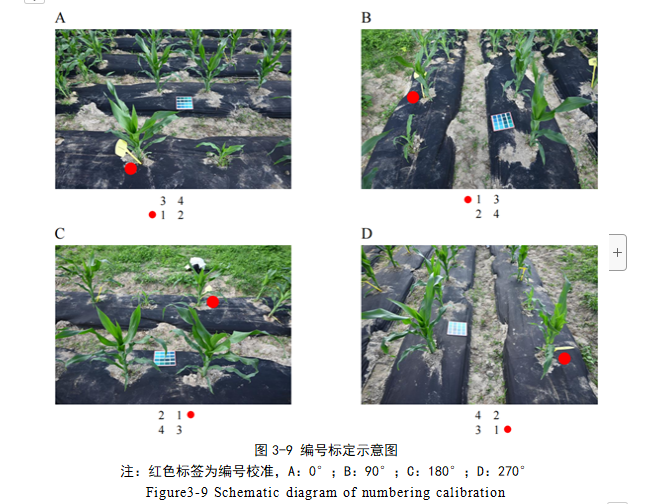 A
B
3 4
1 2
1 3
2 4
C
D
2 1
4 3
4 2
3 1
图3-9 编号标定示意图
注：红色标签为编号校准，A：0°；B：90°；C：180°；D：270°
Figure3-9 Schematic diagram of numbering calibration